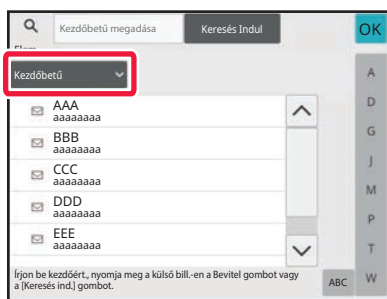 Kezdőbetű megadása
Keresés Indul
OK
Kezdőbetű
AAA
aaaaaaaa
BBB
aaaaaaaa
CCC
aaaaaaaa
DDD
aaaaaaaa
EEE
aaaaaaaa
A
D
G
J
M
P
T
W
ABC
Írjon be kezdőért., nyomja meg a külső bill.-en a Bevitel gombot vagy
a [Keresés ind.] gombot.